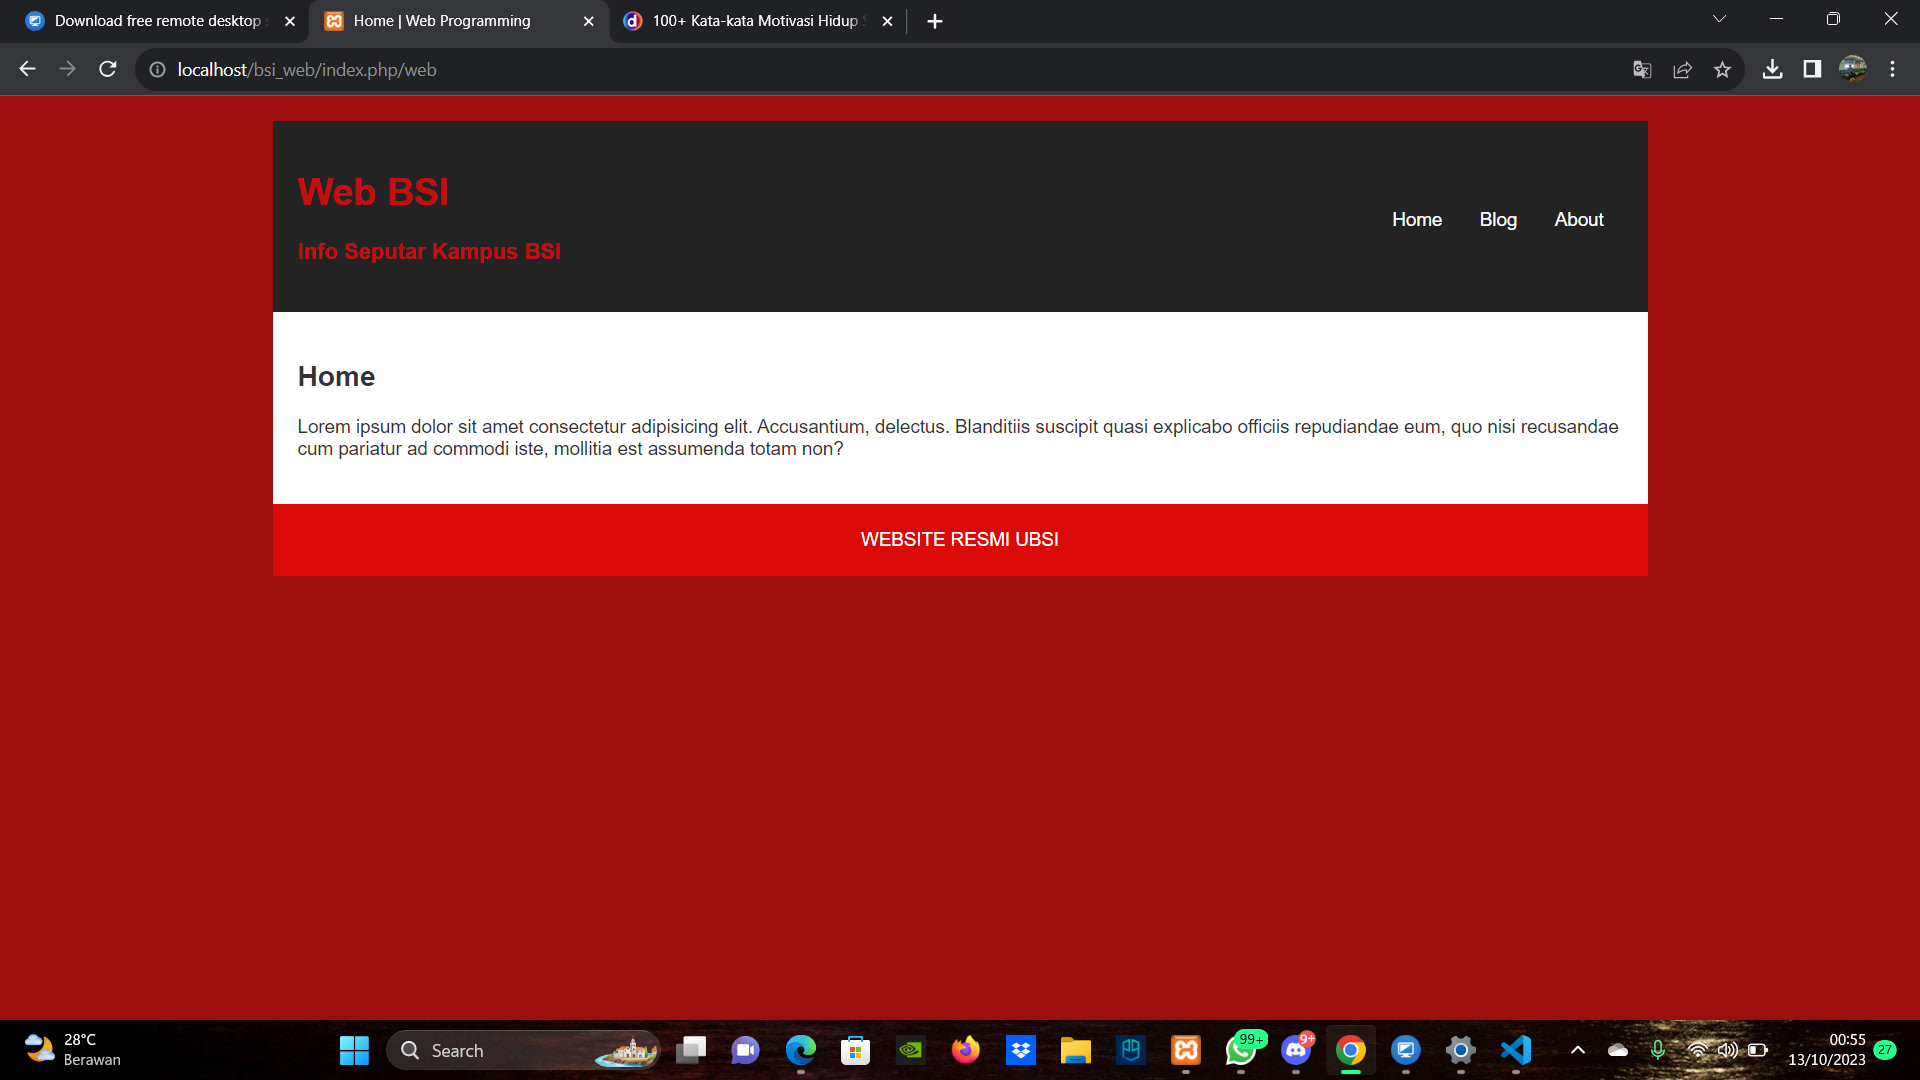 Download free remote desktop
Home | Web Programming
100+ Kata-kata Motivasi Hidup
localhost/bsi_web/index.php/web
Web BSI
Info Seputar Kampus BSI
Home
Blog
About
Home
Lorem ipsum dolor sit amet consectetur adipisicing elit. Accusantium, delectus. Blanditiis suscipit quasi explicabo officiis repudiandae eum, quo nisi recusandae
cum pariatur ad commodi iste, mollitia est assumenda totam non?
WEBSITE RESMI UBSI
28°C
Berawan
Search
99+
9+
00:55
13/10/2023
27